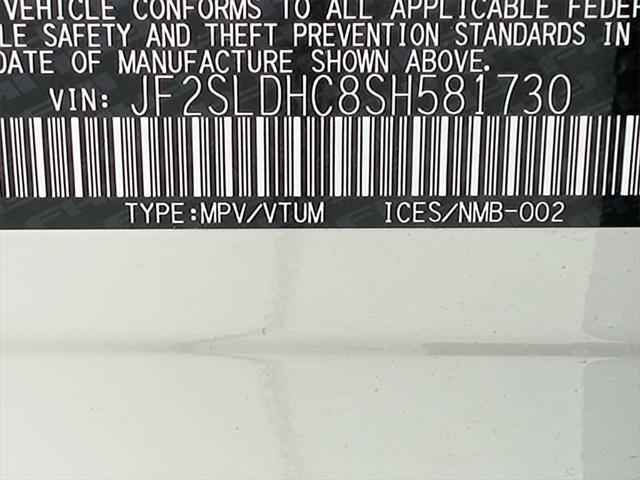 VEHICLE CONFORMS TO ALL APPLICABLE FEDER
LE SAFETY AND THEFT PREVENTION STANDARDS IN
DATE OF MANUFACTURE SHOWN ABOVE.
VIN: JF2SLDHC8SH581730
TYPE:MPV/VTUM ICES/NMB-002